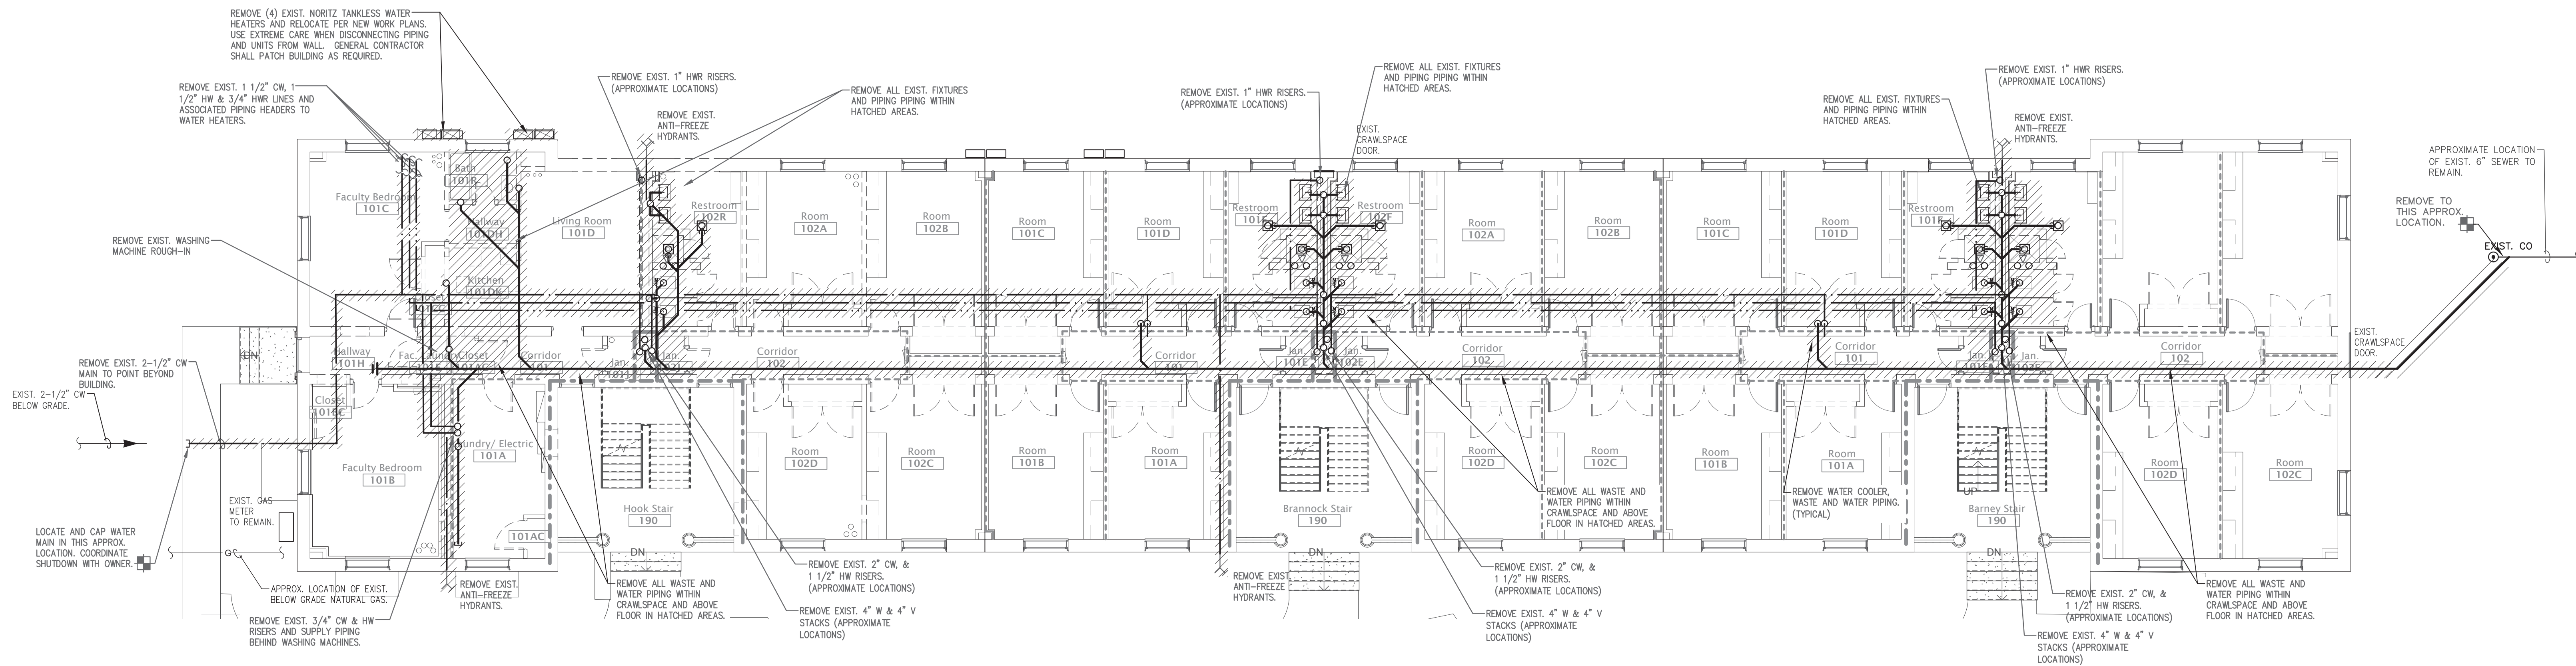 REMOVE (4) EXIST. NORITZ TANKLESS WATER
HEATERS AND RELOCATE PER NEW WORK PLANS.
USE EXTREME CARE WHEN DISCONNECTING PIPING
AND UNITS FROM WALL. GENERAL CONTRACTOR
SHALL PATCH BUILDING AS REQUIRED.
REMOVE EXIST. 1 1/2" CW, 1
1/2" HW & 3/4" HWR LINES AND
ASSOCIATED PIPING HEADERS TO
WATER HEATERS.
REMOVE EXIST. 1" HWR RISERS.
(APPROXIMATE LOCATIONS)
REMOVE EXIST.
ANTI-FREEZE
HYDRANTS.
REMOVE ALL EXIST. FIXTURES
AND PIPING PIPING WITHIN
HATCHED AREAS.
REMOVE EXIST. 1" HWR RISERS.
(APPROXIMATE LOCATIONS)
REMOVE ALL EXIST. FIXTURES
AND PIPING PIPING WITHIN
HATCHED AREAS.
EXIST.
CRAWLSPACE
DOOR.
REMOVE ALL EXIST. FIXTURES
AND PIPING PIPING WITHIN
HATCHED AREAS.
REMOVE EXIST. 1" HWR RISERS.
(APPROXIMATE LOCATIONS)
REMOVE EXIST.
ANTI-FREEZE
HYDRANTS.
APPROXIMATE LOCATION
OF EXIST. 6" SEWER TO
REMAIN.
REMOVE TO
THIS APPROX.
LOCATION.
EXIST. CO
Faculty Bedroom
101C
Bath
101R
Hallway
101DH
Living Room
101D
Restroom
102R
Room
102A
Room
102B
Room
101C
Room
101D
Restroom
101F
Restroom
102F
Room
102A
Room
102B
Room
101C
Room
101D
Restroom
101F
REMOVE EXIST. WASHING
MACHINE ROUGH-IN
Kitchen
101DK
DN
Hallway
101H
Closet
Corridor
101
Jan.
101J
Jan.
Corridor
102
Corridor
101
Jan.
101E
Jan.
102E
Corridor
102
Corridor
101
Jan.
101E
Jan.
102E
Corridor
102
EXIST.
CRAWLSPACE
DOOR.
REMOVE EXIST. 2-1/2" CW
MAIN TO POINT BEYOND
BUILDING.
EXIST. 2-1/2" CW
BELOW GRADE.
Closet
Faculty Bedroom
101B
Laundry/ Electric
101A
101AC
Hook Stair
190
DN
Room
102D
Room
102C
Room
101B
Room
101A
Brannock Stair
190
DN
Room
102D
Room
102C
Room
101B
Room
101A
UP
Barney Stair
190
DN
Room
102D
Room
102C
REMOVE ALL WASTE AND
WATER PIPING WITHIN
CRAWLSPACE AND ABOVE
FLOOR IN HATCHED AREAS.
REMOVE WATER COOLER,
WASTE AND WATER PIPING.
(TYPICAL)
EXIST. GAS
METER
TO REMAIN.
G
LOCATE AND CAP WATER
MAIN IN THIS APPROX.
LOCATION. COORDINATE
SHUTDOWN WITH OWNER.
APPROX. LOCATION OF EXIST.
BELOW GRADE NATURAL GAS.
REMOVE EXIST. 3/4" CW & HW
RISERS AND SUPPLY PIPING
BEHIND WASHING MACHINES.
REMOVE EXIST.
ANTI-FREEZE
HYDRANTS.
REMOVE ALL WASTE AND
WATER PIPING WITHIN
CRAWLSPACE AND ABOVE
FLOOR IN HATCHED AREAS.
REMOVE EXIST. 2" CW, &
1 1/2" HW RISERS.
(APPROXIMATE LOCATIONS)
REMOVE EXIST. 4" W & 4" V
STACKS (APPROXIMATE
LOCATIONS)
REMOVE EXIST.
ANTI-FREEZE
HYDRANTS.
REMOVE EXIST. 2" CW, &
1 1/2" HW RISERS.
(APPROXIMATE LOCATIONS)
REMOVE EXIST. 4" W & 4" V
STACKS (APPROXIMATE
LOCATIONS)
REMOVE EXIST. 2" CW, &
1 1/2" HW RISERS.
(APPROXIMATE LOCATIONS)
REMOVE EXIST. 4" W & 4" V
STACKS (APPROXIMATE
LOCATIONS)
REMOVE ALL WASTE AND
WATER PIPING WITHIN
CRAWLSPACE AND ABOVE
FLOOR IN HATCHED AREAS.